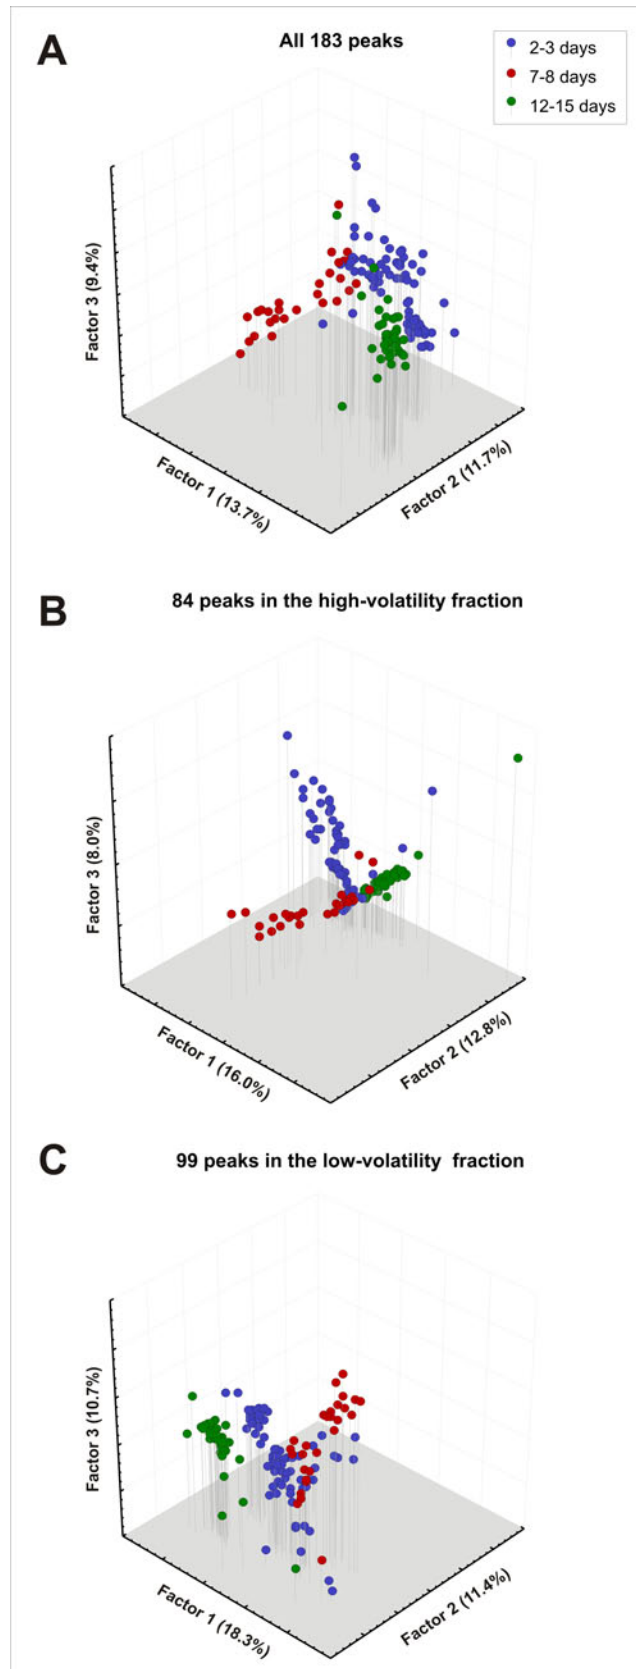 A
All 183 peaks
2-3 days
7-8 days
12-15 days
Factor 3 (9.4%)
Factor 1 (13.7%)
Factor 2 (11.7%)
B
84 peaks in the high-volatility fraction
Factor 3 (8.0%)
Factor 1 (16.0%)
Factor 2 (12.8%)
C
99 peaks in the low-volatility fraction
Factor 3 (10.7%)
Factor 1 (18.3%)
Factor 2 (11.4%)